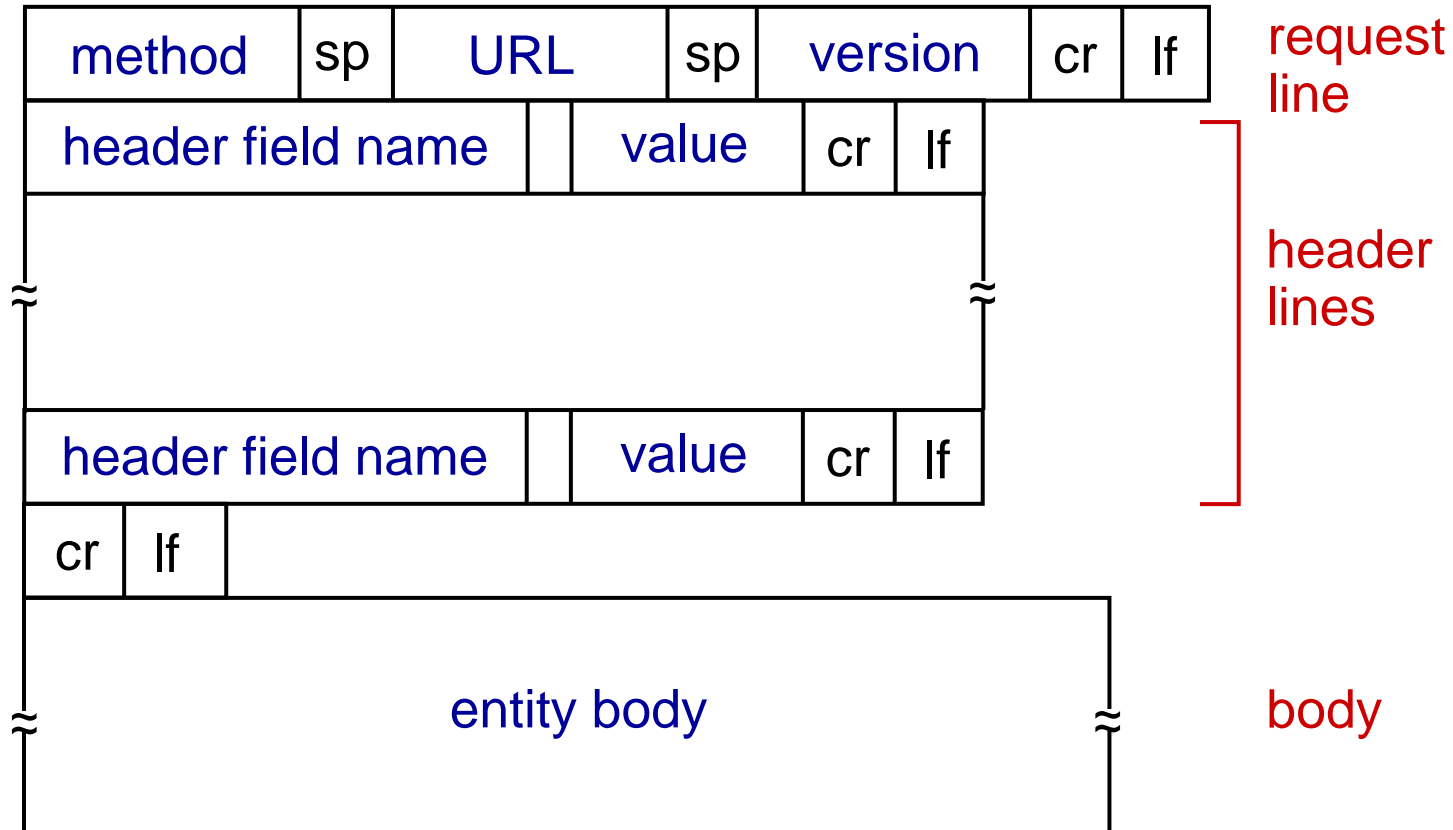 method sp URL sp version cr lf
request
line
header field name value cr lf
header
lines
≈ ≈
header field name value cr lf
cr lf
entity body
≈ ≈
body